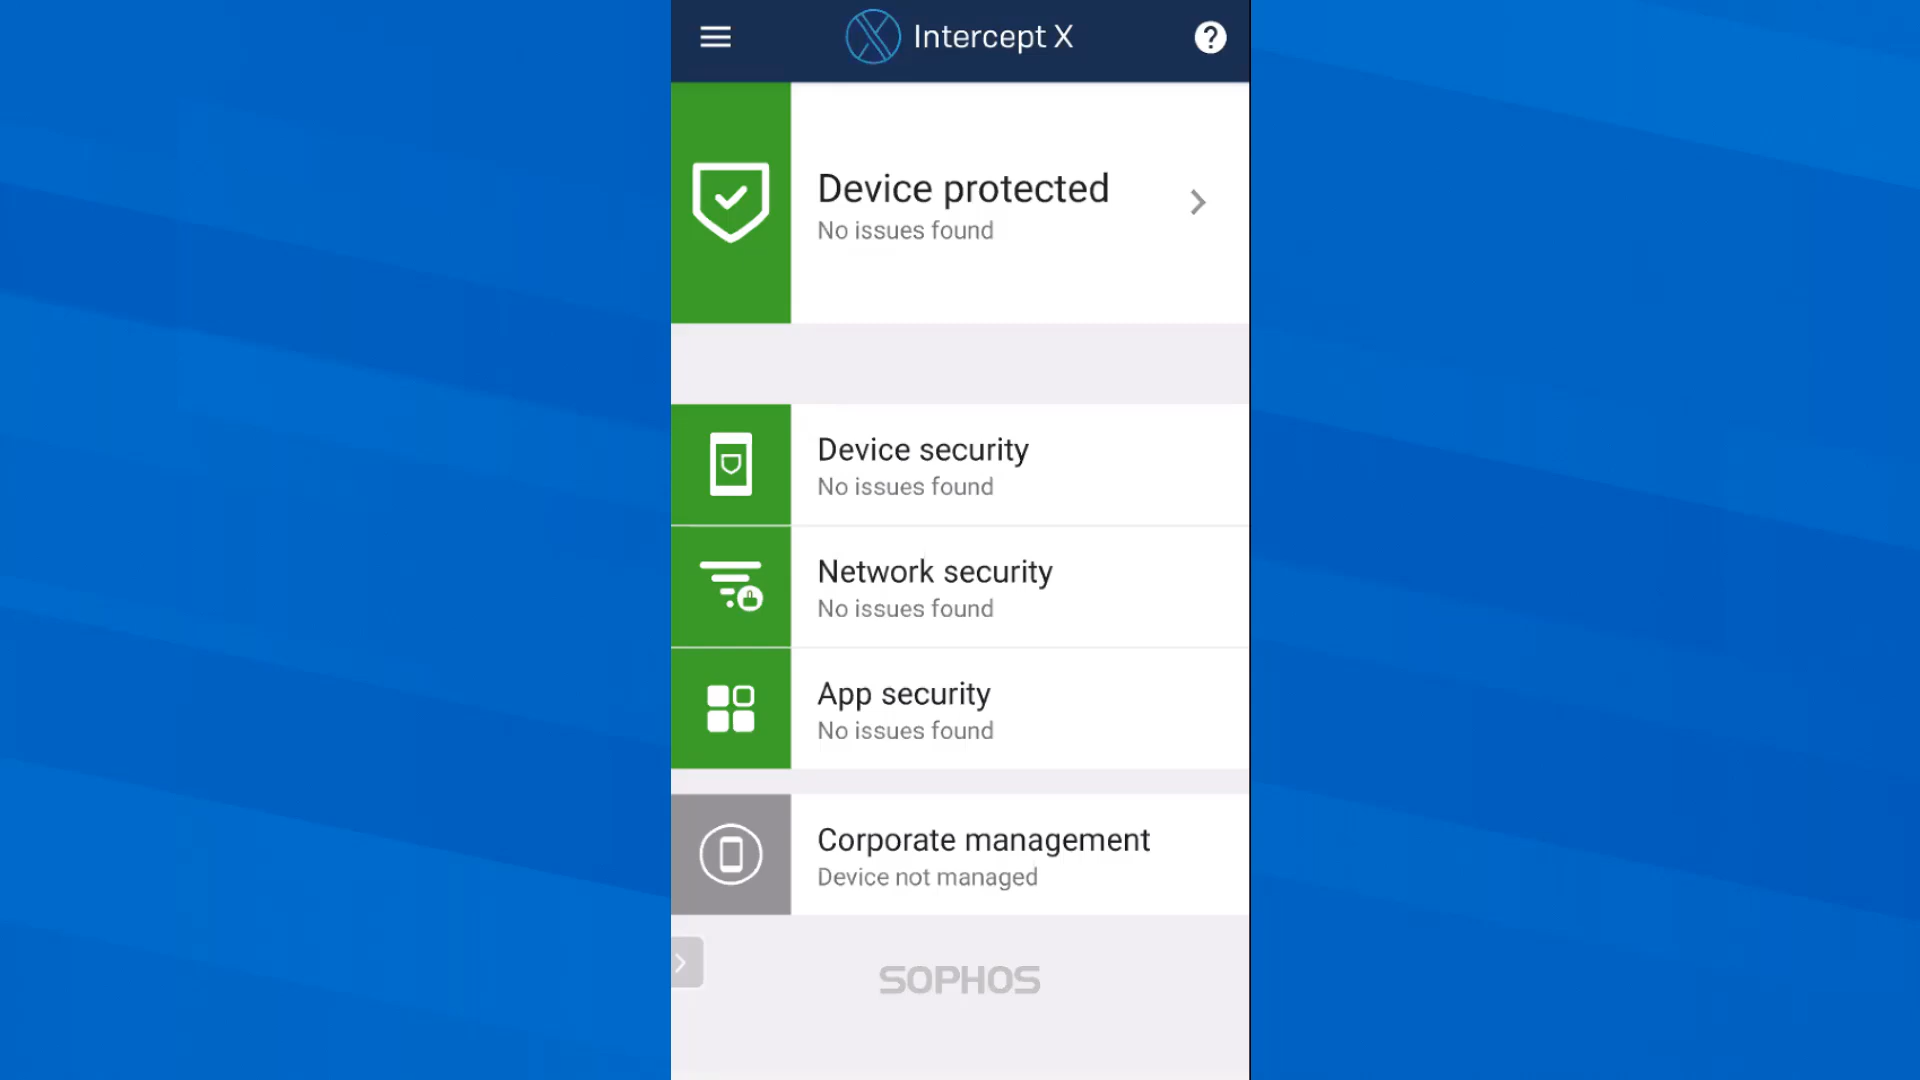 Intercept X
Device protected
No issues found
Device security
No issues found
Network security
No issues found
App security
No issues found
Corporate management
Device not managed
SOPHOS